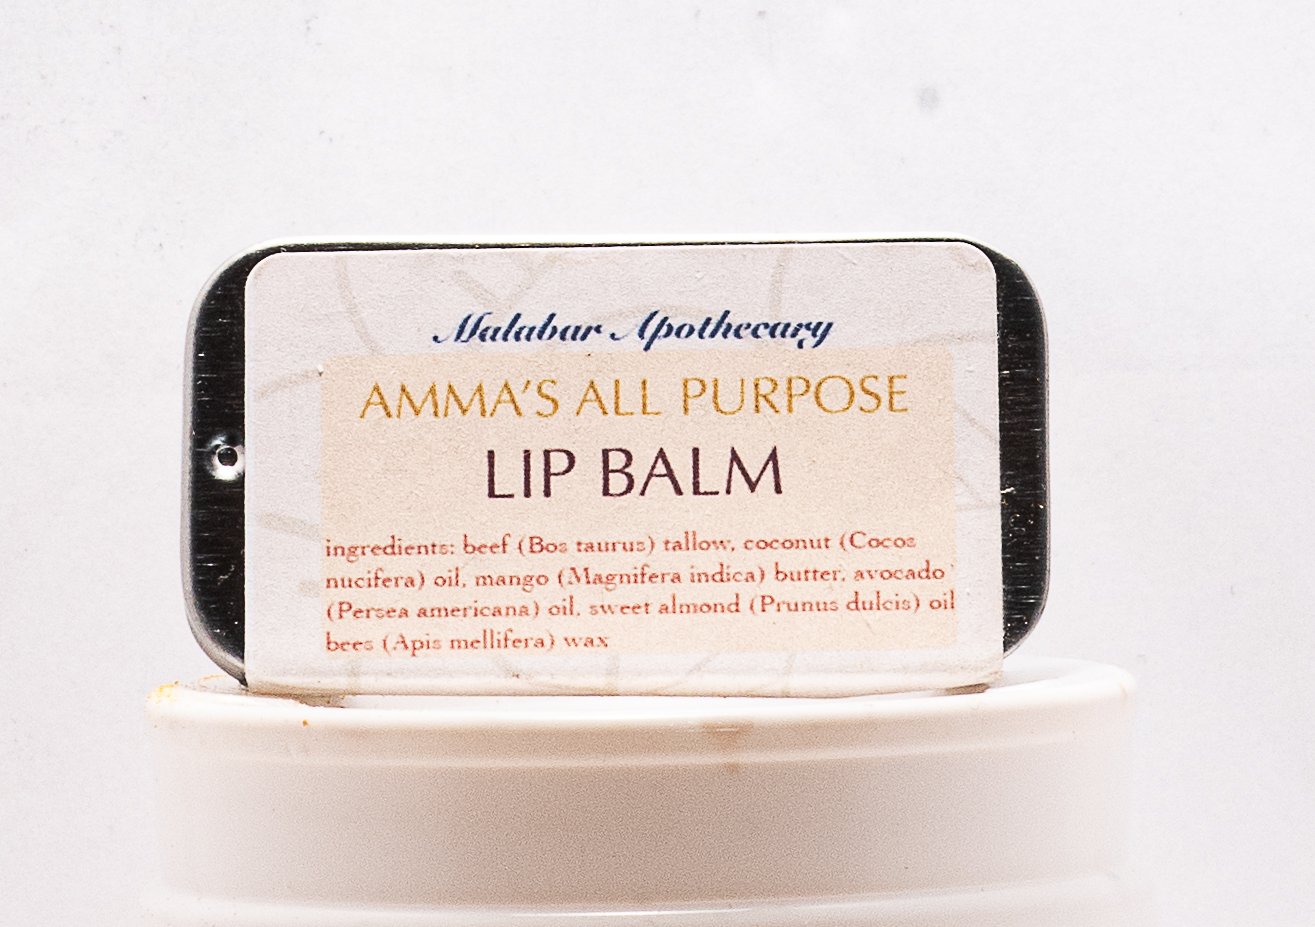 Malabar Apothecary
AMMA'S ALL PURPOSE
LIP BALM
ingredients: beef (Bos taurus) tallow, coconut (Cocos
nucifera) oil, mango (Magnifera indica) butter, avocado
(Persea americana) oil, sweet almond (Prunus dulcis) oil
bees (Apis mellifera) wax